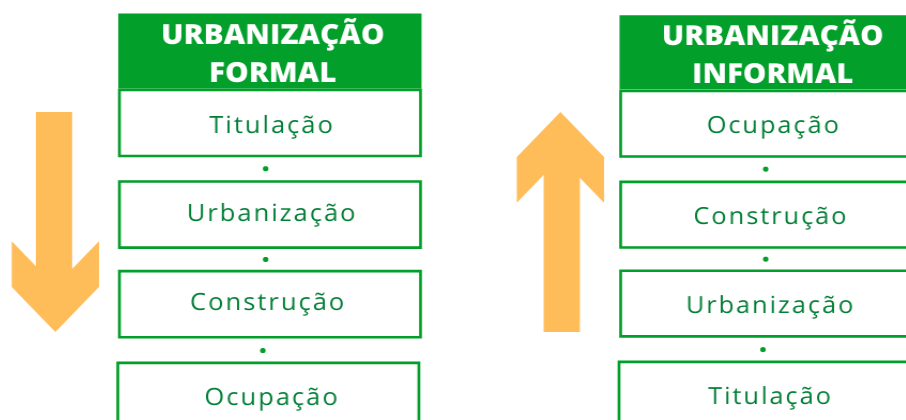 URBANIZAÇÃO
FORMAL
Titulação
Urbanização
Construção
Ocupação
URBANIZAÇÃO
INFORMAL
Ocupação
Construção
Urbanização
Titulação